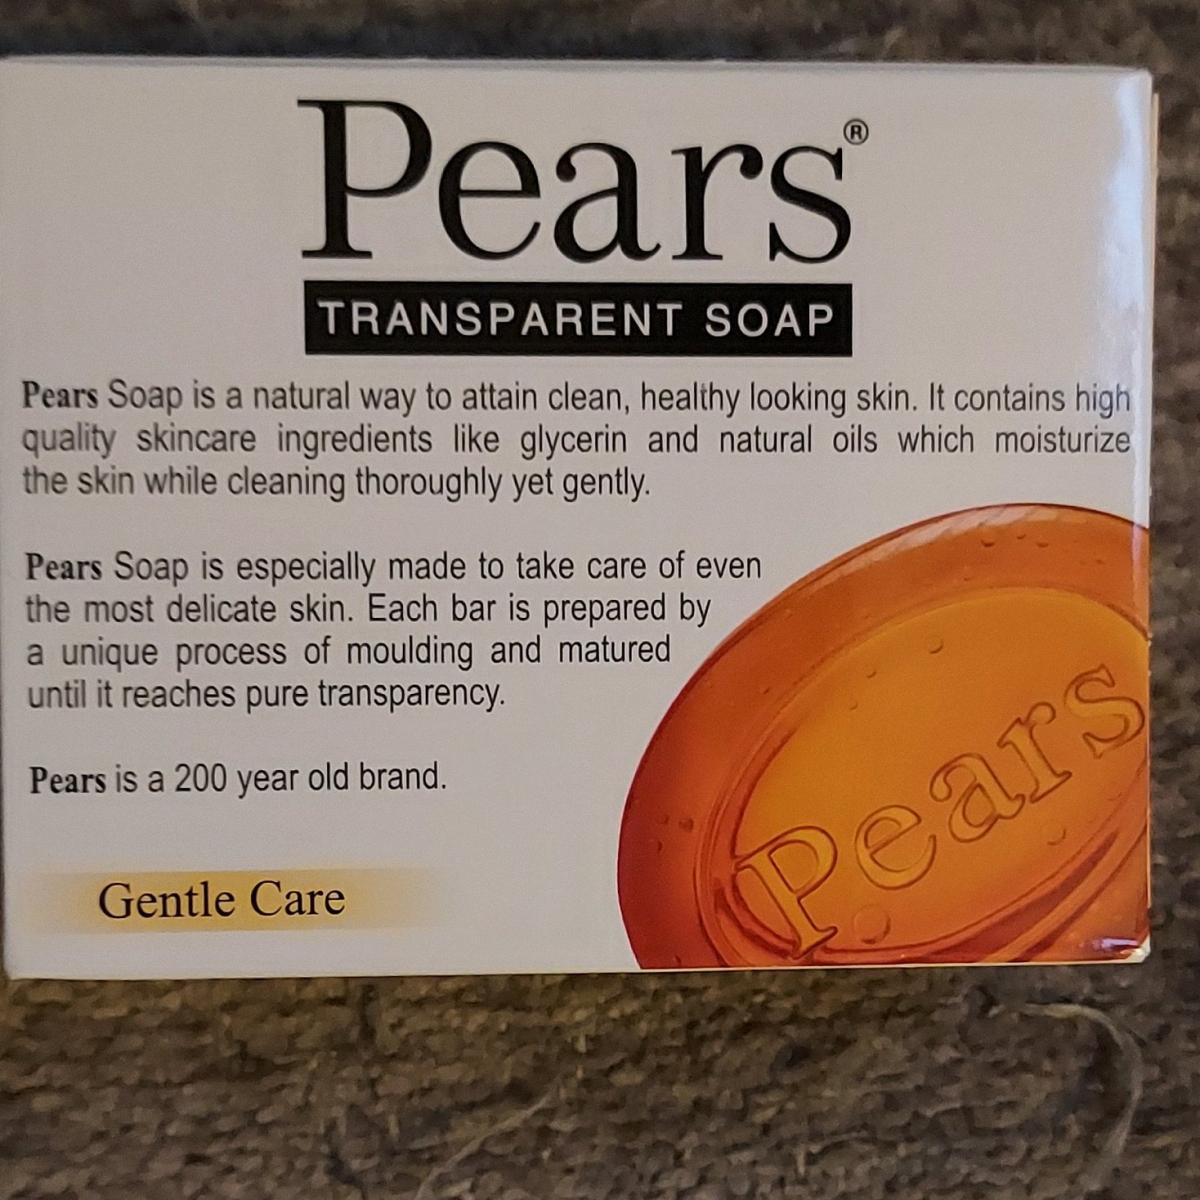 Pears®
TRANSPARENT SOAP
Pears Soap is a natural way to attain clean, healthy looking skin. It contains high
quality skincare ingredients like glycerin and natural oils which moisturize
the skin while cleaning thoroughly yet gently.
Pears Soap is especially made to take care of even
the most delicate skin. Each bar is prepared by
a unique process of moulding and matured
until it reaches pure transparency.
Pears is a 200 year old brand.
Gentle Care
Pears